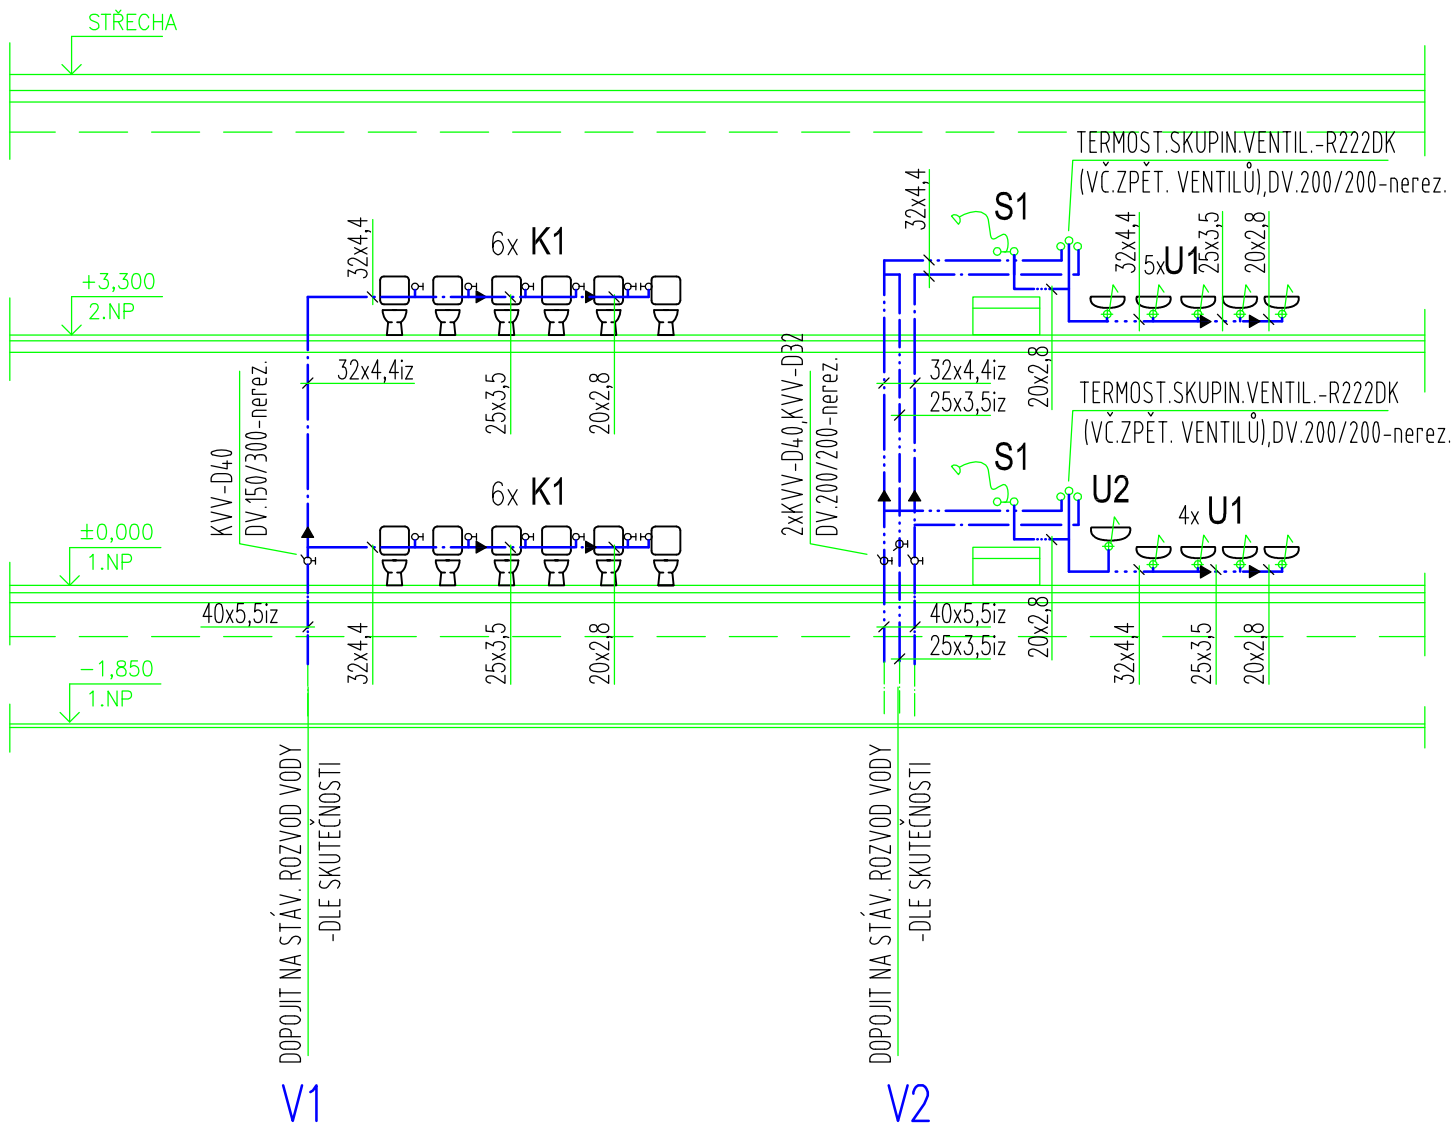 STŘECHA
TERMOST.SKUPIN.VENTIL.-R222DK
(VČ.ZPĚT. VENTILŮ),DV.200/200-nerez.
32x4,4
6x K1
32x4,4
S1
32x4,4
5xU1
25x3,5
20x2,8
+3,300
2.NP
KVV-D40
DV.150/300-nerez.
32x4,4iz
25x3,5
20x2,8
2xKVV-D40,KVV-D32
DV.200/200-nerez.
32x4,4iz
25x3,5iz
20x2,8
TERMOST.SKUPIN.VENTIL.-R222DK
(VČ.ZPĚT. VENTILŮ),DV.200/200-nerez.
6x K1
S1
U2
4x U1
±0,000
1.NP
40x5,5iz
32x4,4
25x3,5
20x2,8
40x5,5iz
25x3,5iz
20x2,8
32x4,4
25x3,5
20x2,8
-1,850
1.NP
DOPOJIT NA STÁV. ROZVOD VODY
-DLE SKUTEČNOSTI
DOPOJIT NA STÁV. ROZVOD VODY
-DLE SKUTEČNOSTI
V1
V2